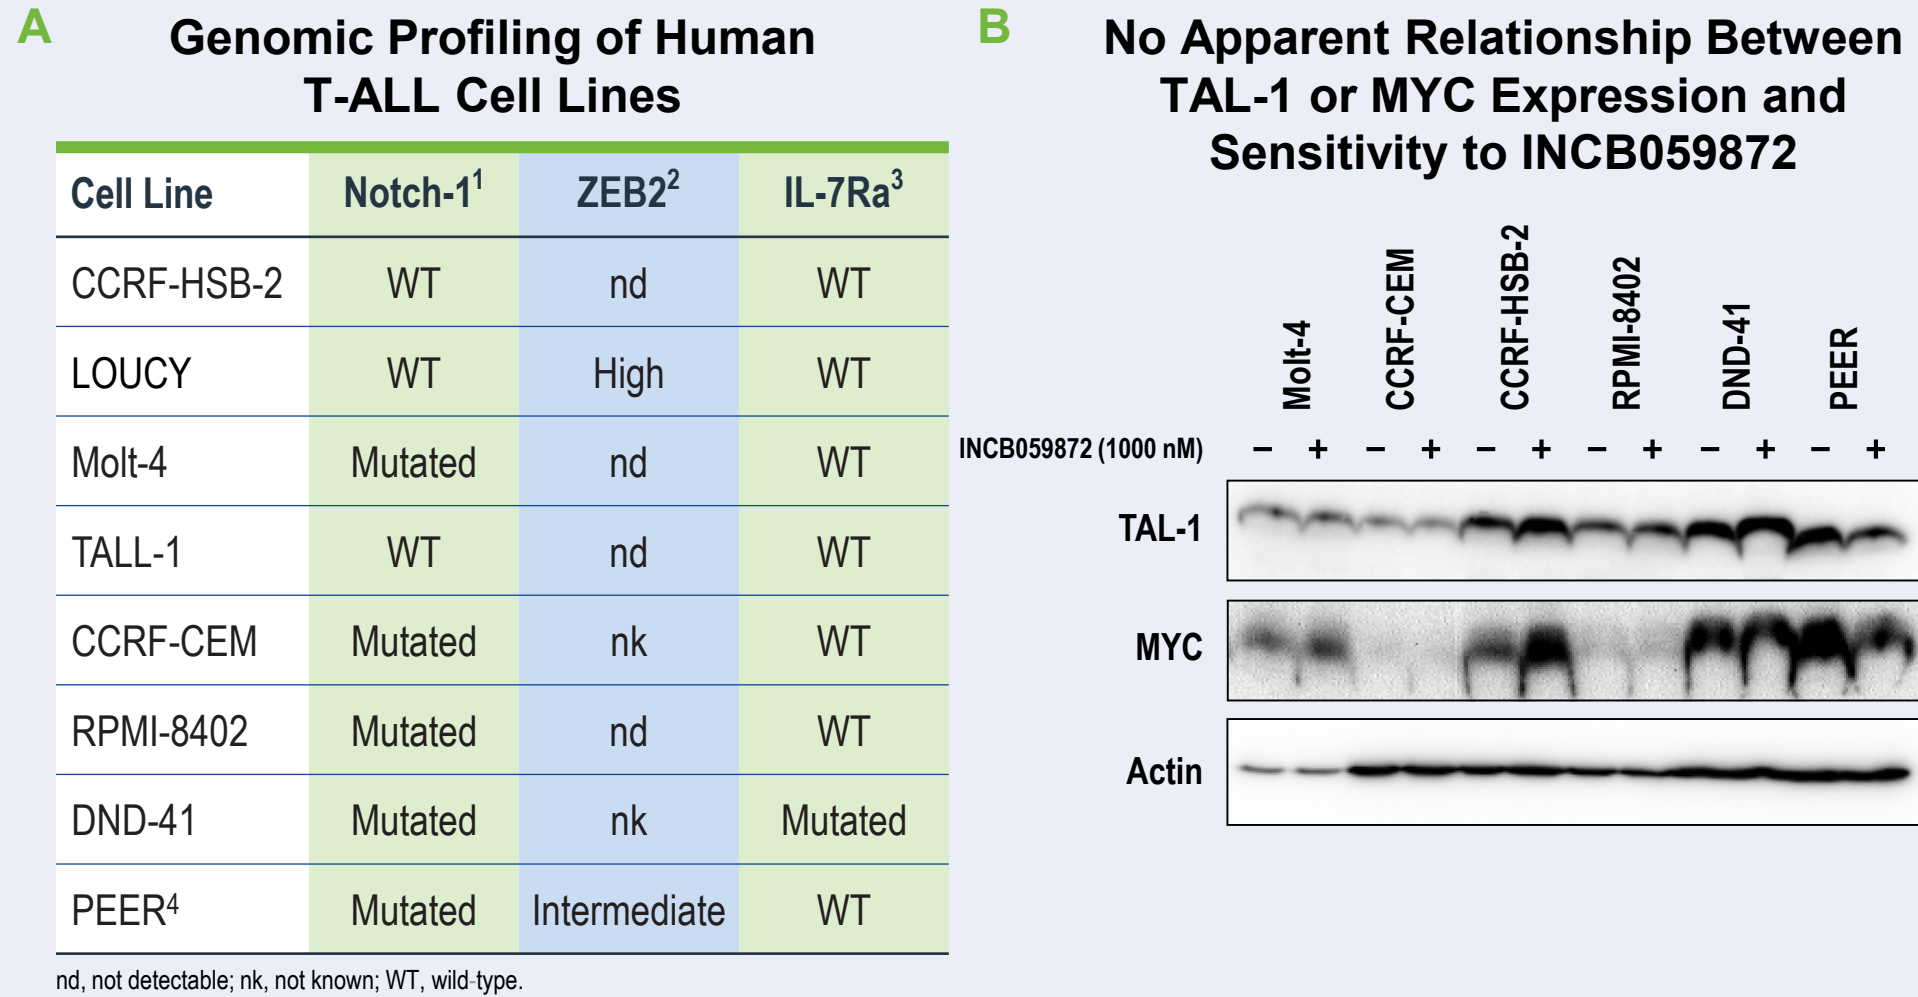 A
Genomic Profiling of Human
T-ALL Cell Lines
Cell Line Notch-1¹ ZEB2² IL-7Ra³
CCRF-HSB-2 WT nd WT
LOUCY WT High WT
Molt-4 Mutated nd WT
TALL-1 WT nd WT
CCRF-CEM Mutated nk WT
RPMI-8402 Mutated nd WT
DND-41 Mutated nk Mutated
PEER⁴ Mutated Intermediate WT
nd, not detectable; nk, not known; WT, wild-type.
B
No Apparent Relationship Between
TAL-1 or MYC Expression and
Sensitivity to INCB059872
Molt-4 CCRF-CEM CCRF-HSB-2 RPMI-8402 DND-41 PEER
INCB059872 (1000 nM) – + – + – + – + – + – +
TAL-1
MYC
Actin